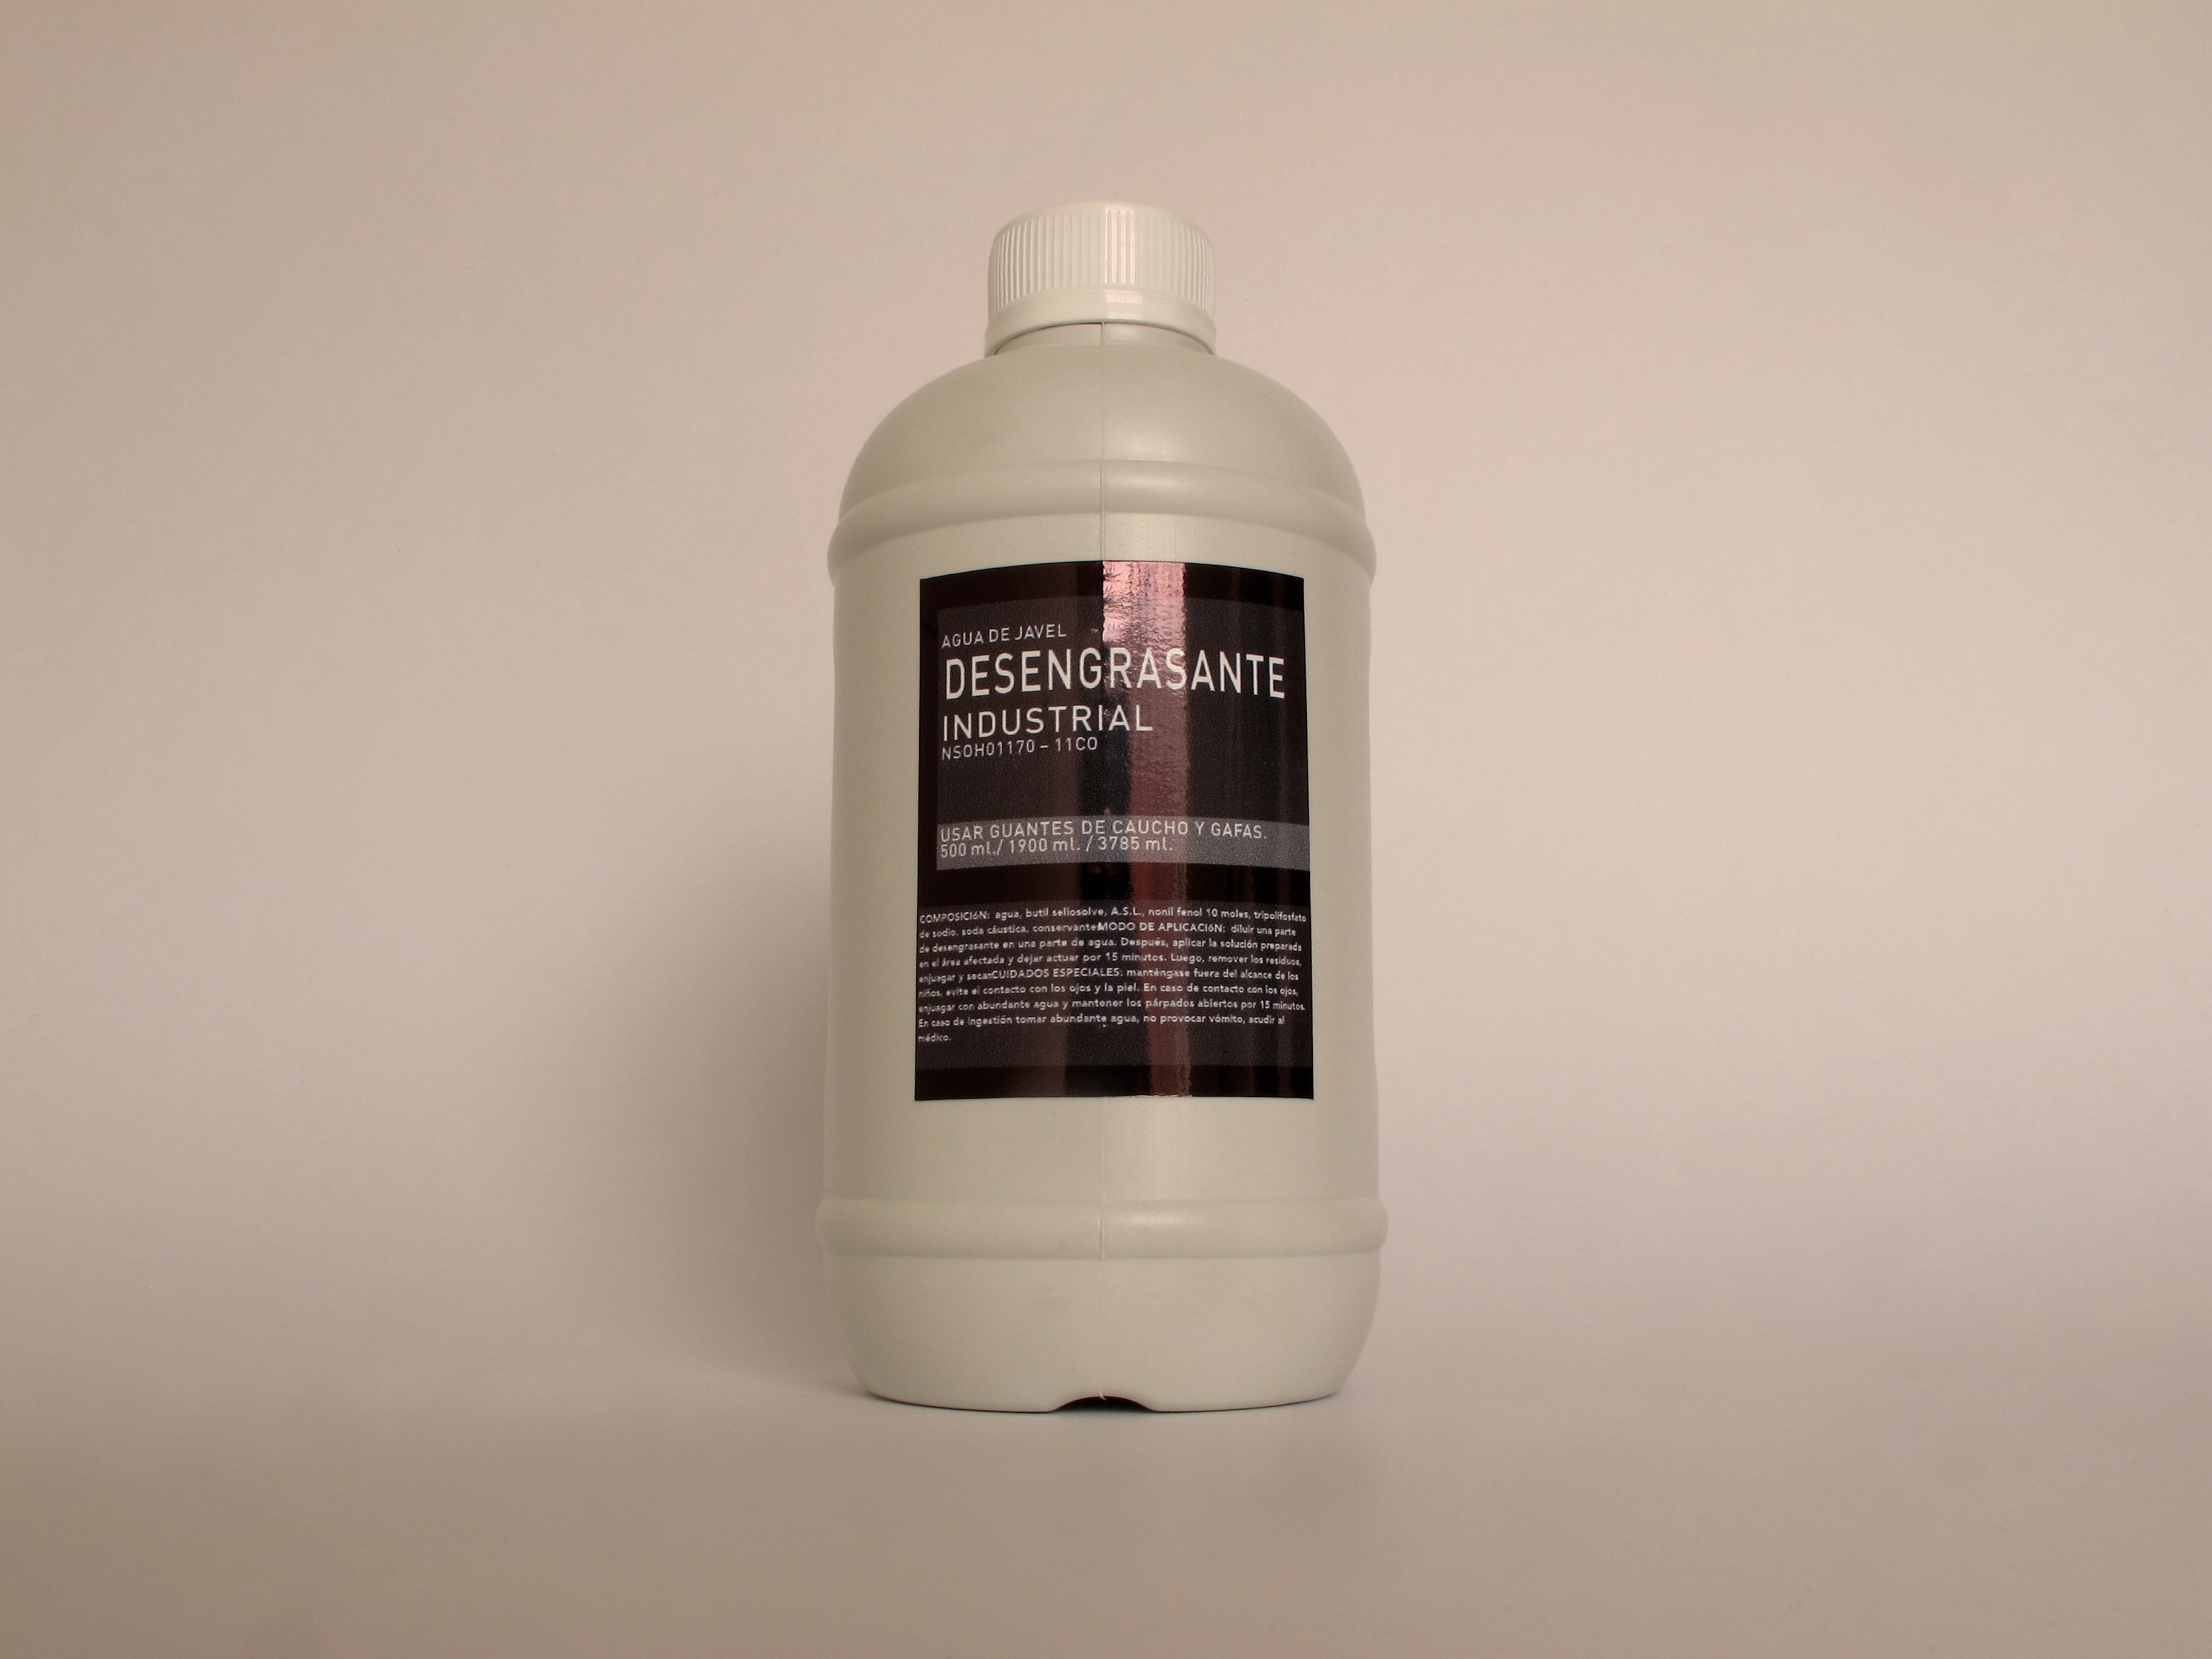 AGUA DE JAVEL
DESENGRASANTE
INDUSTRIAL
NSOH01170 – 11CO
USAR GUANTES DE CAUCHO Y GAFAS.
500 ml./ 1900 ml. / 3785 ml.
COMPOSICIóN: agua, butil sellosolve, A.S.L., nonil fenol 10 moles, tripolifosfato
de sodio, soda cáustica, conservantes MODO DE APLICACIóN: diluir una parte
de desengrasante en una parte de agua. Después, aplicar la solución preparada
en el área afectada y dejar actuar por 15 minutos. Luego, remover los residuos,
enjuagar y secar CUIDADOS ESPECIALES: manténgase fuera del alcance de los
niños, evite el contacto con los ojos y la piel. En caso de contacto con los ojos,
enjuagar con abundante agua y mantener los párpados abiertos por 15 minutos.
En caso de ingestión tomar abundante agua, no provocar vómito, acudir al
médico.